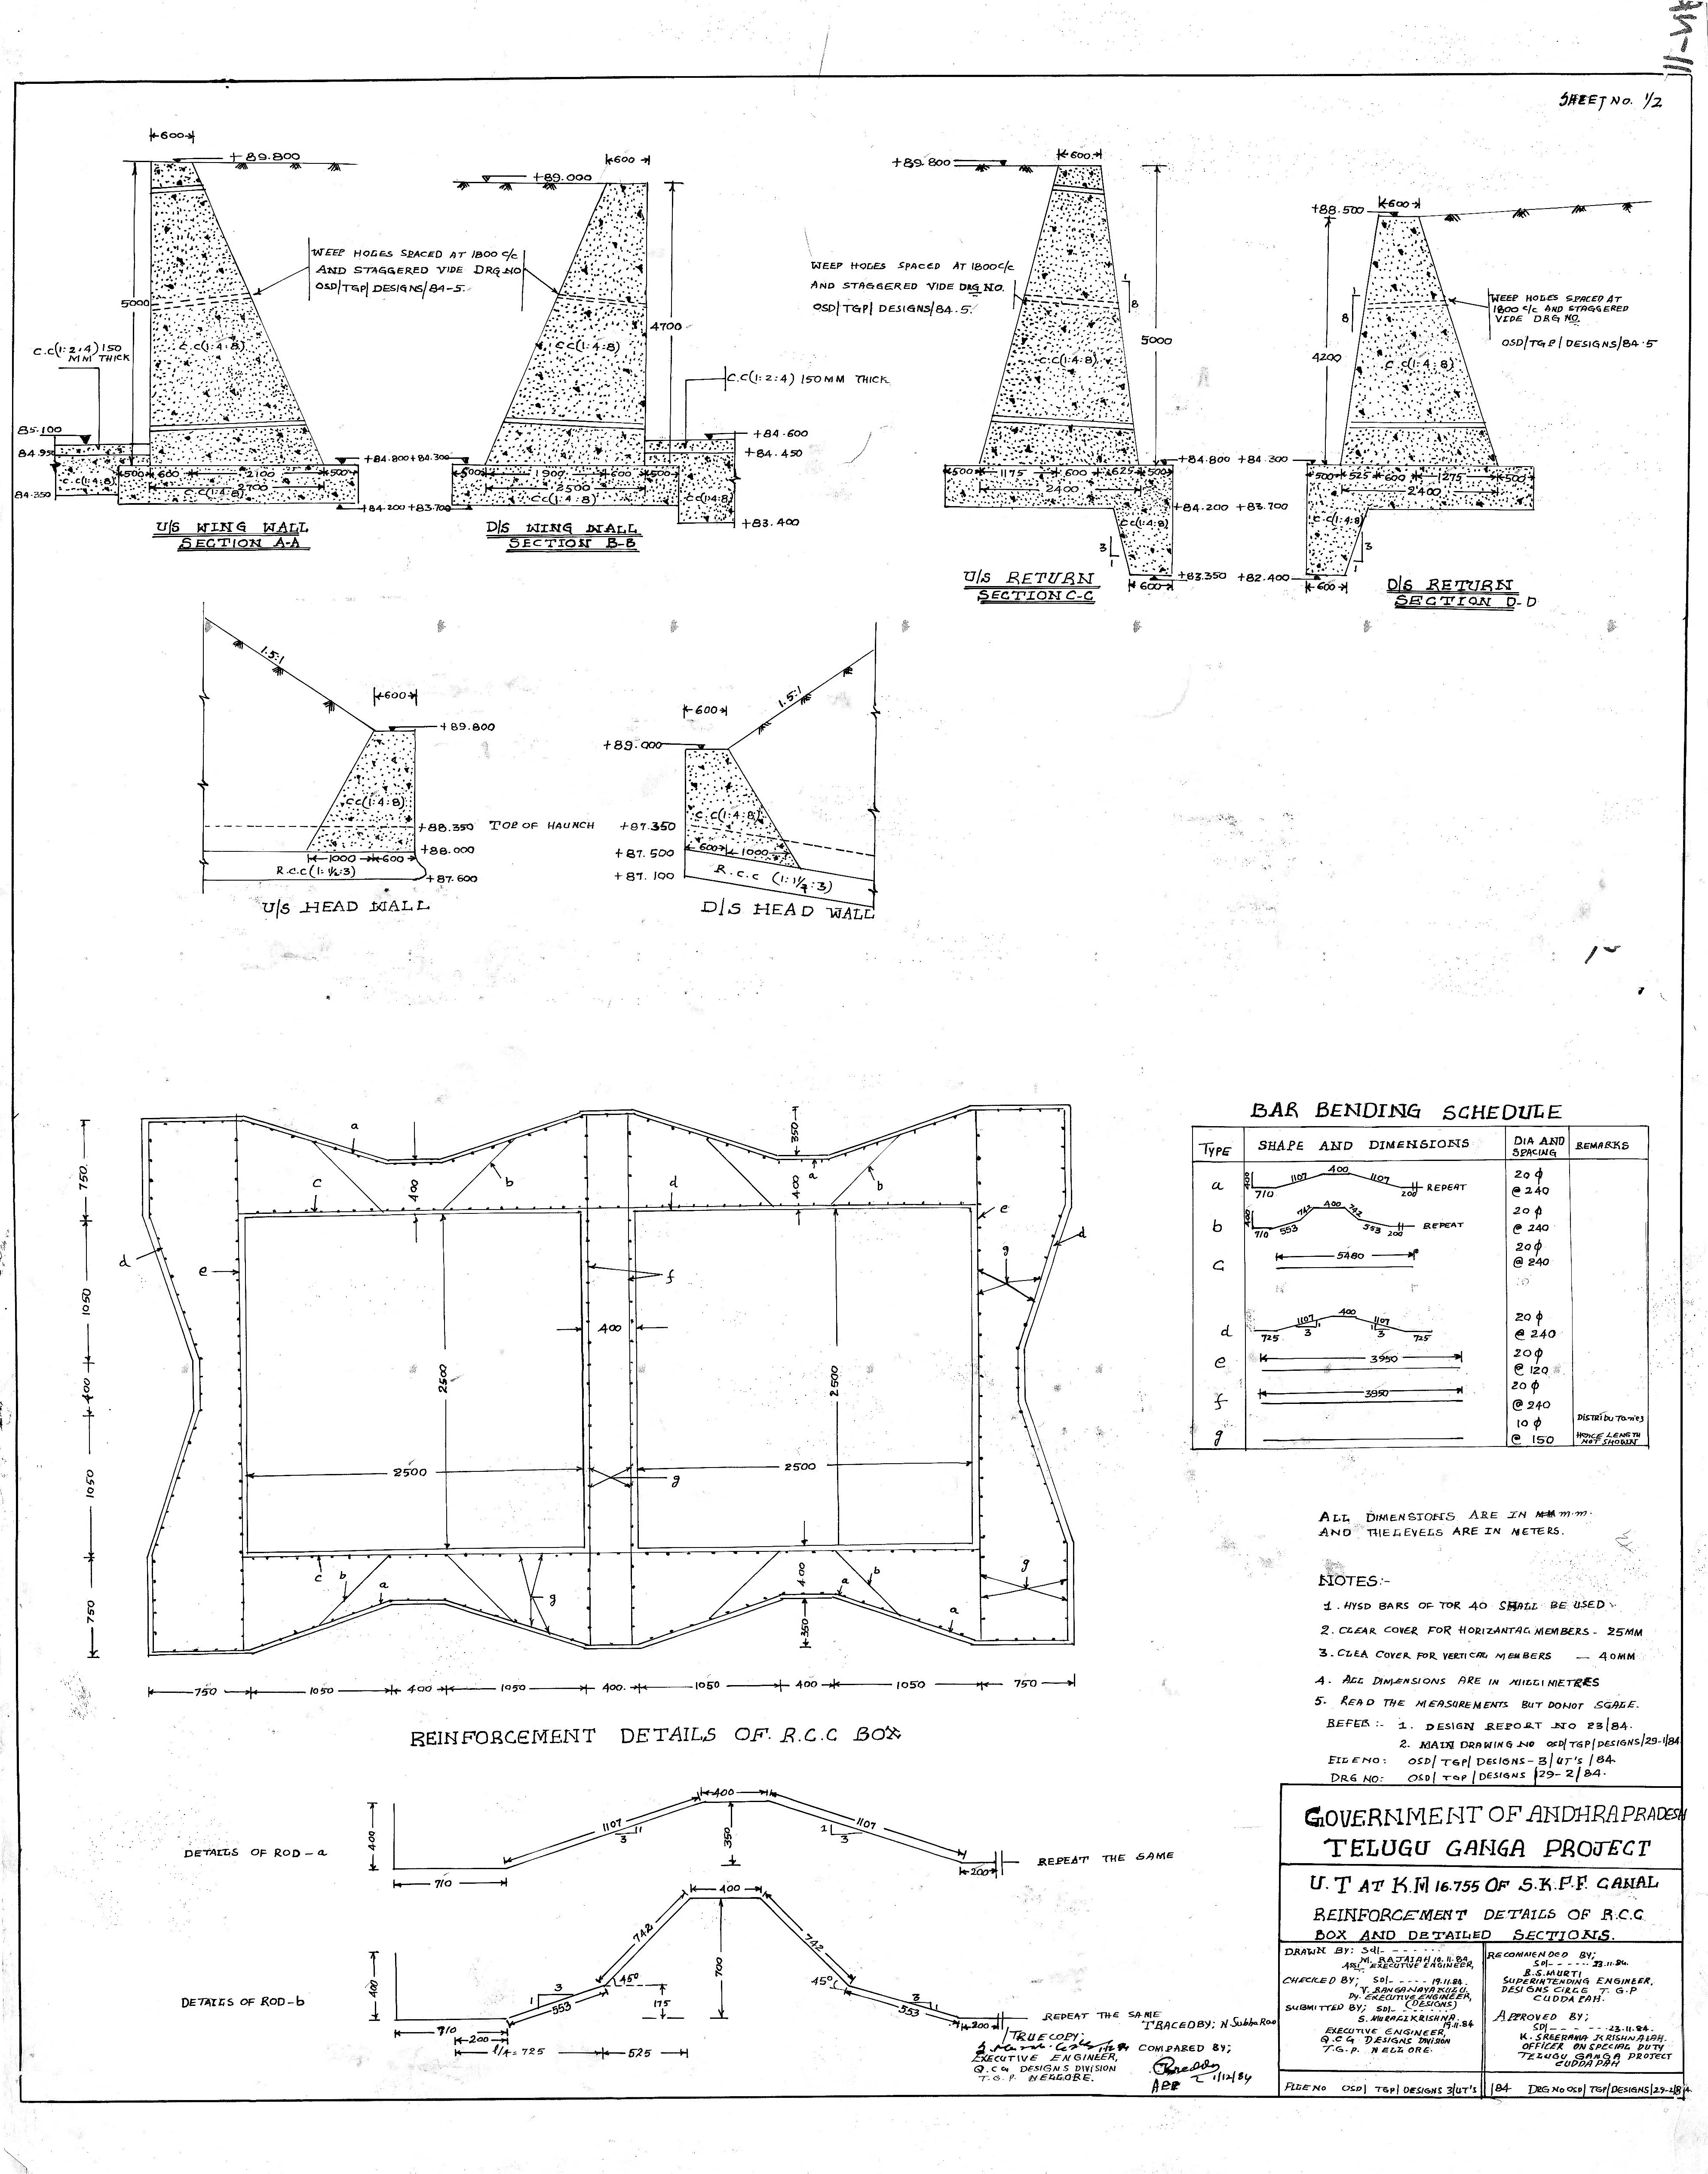 SHEET NO. 1/2
600
+ 89.800
WEEP HOLES SPACED AT 1800 c/c
AND STAGGERED VIDE DRG NO
OSD/TGP/ DESIGNS/84-5.
5000
C.C(1:2:4) 150
MM THICK
C.C(1:4:8)
85.100
84.350
500 600 2100 500
2700
C.C(1:4:8)
C.C(1:4:8)
+84.800
+84.200
U/S WING WALL
SECTION A-A
600
+89.000
4700
C.C(1:4:8)
C.C(1:2:4) 150MM THICK
+84.600
+84.450
+84.300
500 1900 600 500
2500
C.C(1:4:8)
C.C(1:4:8)
+83.700
+83.400
D/S WING WALL
SECTION B-B
+89.800
600
WEEP HOLES SPACED AT 1800 c/c
AND STAGGERED VIDE DRG NO.
OSD/TGP/ DESIGNS/84.5.
8
5000
C.C(1:4:8)
500 1175 600 625 500
2400
+84.800
+84.200
C.C(1:4:8)
3
1
600
+83.350
U/S RETURN
SECTION C-C
+88.500
600
8
4200
WEEP HOLES SPACED AT
1800 c/c AND STAGGERED
VIDE DRG NO.
OSD/TGP/ DESIGNS/84.5
C.C(1:4:8)
+84.300
500 525 600 1275 500
2400
+83.700
C.C(1:4:8)
3
1
+82.400
600
D/S RETURN
SECTION D-D
1.5:1
600
+89.800
C.C(1:4:8)
+88.350 TOP OF HAUNCH
+88.000
1000 600
R.C.C(1:1½:3)
+87.600
U/S HEAD WALL
1.5:1
600
+89.000
C.C(1:4:8)
+87.350
600 1000
+87.500
+87.100
R.C.C (1:1½:3)
D/S HEAD WALL
750
1050
400
1050
750
a
c
400
b
d
350
400
a
b
e
d
d
e
f
g
400
2500
2500
2500
2500
g
c
b
a
g
400
350
a
b
a
g
750 1050 400 1050 400. 1050 400 1050 750
REINFORCEMENT DETAILS OF. R.C.C BOX
BAR BENDING SCHEDULE
TYPE SHAPE AND DIMENSIONS DIA AND SPACING REMARKS
a 400 710 1107 400 1107 200 REPEAT 20 φ @ 240
b 400 710 553 742 400 742 553 200 REPEAT 20 φ @ 240
c 5480 20 φ @ 240
d 725 1107 3 1 400 1107 3 1 725 20 φ @ 240
e 3950 20 φ @ 120
f 3950 20 φ @ 240
g 10 φ @ 150 DISTRIBUTORIES HENCE LENGTH NOT SHOWN
ALL DIMENSIONS ARE IN m.m.
AND THE LEVELS ARE IN METERS.
NOTES:-
1. HYSD BARS OF TOR 40 SHALL BE USED.
2. CLEAR COVER FOR HORIZANTAL MEMBERS - 25MM
3. CLEA COVER FOR VERTICAL MEMBERS — 40MM
4. ALL DIMENSIONS ARE IN MILLIMETRES
5. READ THE MEASUREMENTS BUT DONOT SCALE.
REFER :- 1. DESIGN REPORT NO 23/84.
2. MAIN DRAWING NO OSD/TGP/DESIGNS/29-1/84
FILE NO: OSD/ TGP/ DESIGNS-3/UT'S /84
DRG NO: OSD/ TGP/DESIGNS /29-2/84.
DETAILS OF ROD-a
400
710
1107
3 1
400
350
1107
1 3
200
REPEAT THE SAME
DETAILS OF ROD-b
400
710
200
l/4=725
525
1 3
553
45°
175
742
400
700
742
45°
3 1
553
200
REPEAT THE SAME
TRACED BY; N Subba Rao
/TRUE COPY/
EXECUTIVE ENGINEER,
Q.C & DESIGNS DIVISION
T.G.P. NELLORE.
COMPARED BY;
1/12/84
GOVERNMENT OF ANDHRAPRADESH
TELUGU GANGA PROJECT
U.T AT K.M 16.755 OF S.K.P.F. CANAL
REINFORCEMENT DETAILS OF R.C.C
BOX AND DETAILED SECTIONS.
DRAWN BY: Sd/- - - - -
M. RAJAIAH 10.11.84
ASST. EXECUTIVE ENGINEER,
CHECKED BY; SD/- - - - - 19.11.84.
V. RANGANAYAKULU
DY. EXECUTIVE ENGINEER,
(DESIGNS)
SUBMITTED BY; SD/- - - -
S. MURALIKRISHNA,
19.11.84
EXECUTIVE ENGINEER,
Q.C & DESIGNS DIVISION
T.G.P. NELLORE.
RECOMMENDED BY;
SD/- - - - - 23.11.84.
B.S. MURTI
SUPERINTENDING ENGINEER,
DESIGNS CIRCLE T.G.P
CUDDAPAH.
APPROVED BY;
SD/- - - - - 23.11.84.
K. SREERAMA KRISHNAIAH.
OFFICER ON SPECIAL DUTY
TELUGU GANGA PROJECT
CUDDAPAH
FILE NO OSD/ TGP/ DESIGNS 3/UT'S /84 DRG NO OSD/ TGP/DESIGNS/29-2/84